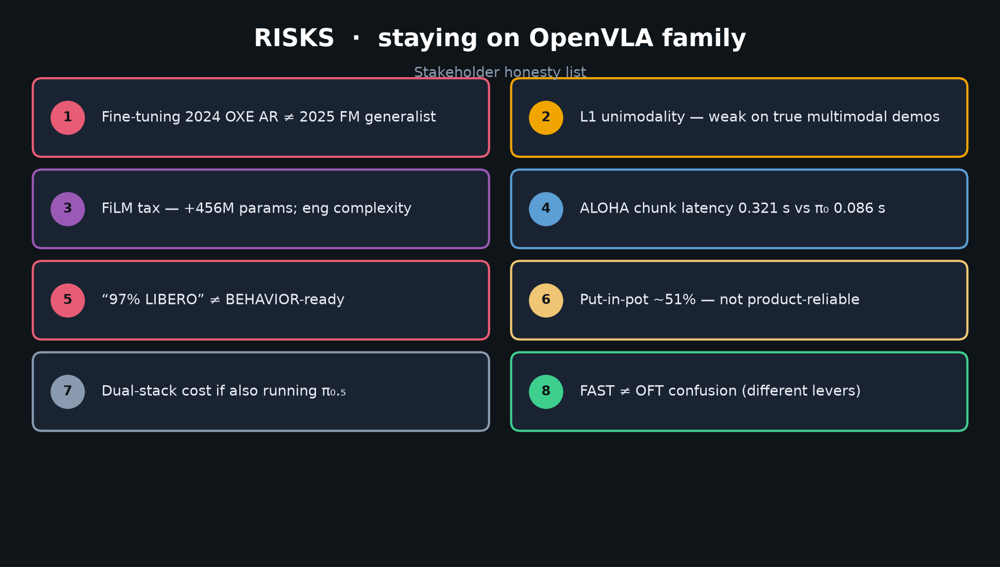 RISKS · staying on OpenVLA family
Stakeholder honesty list
1 Fine-tuning 2024 OXE AR ≠ 2025 FM generalist
2 L1 unimodality — weak on true multimodal demos
3 FiLM tax — +456M params; eng complexity
4 ALOHA chunk latency 0.321 s vs π₀ 0.086 s
5 “97% LIBERO” ≠ BEHAVIOR-ready
6 Put-in-pot ~51% — not product-reliable
7 Dual-stack cost if also running π₀.₅
8 FAST ≠ OFT confusion (different levers)